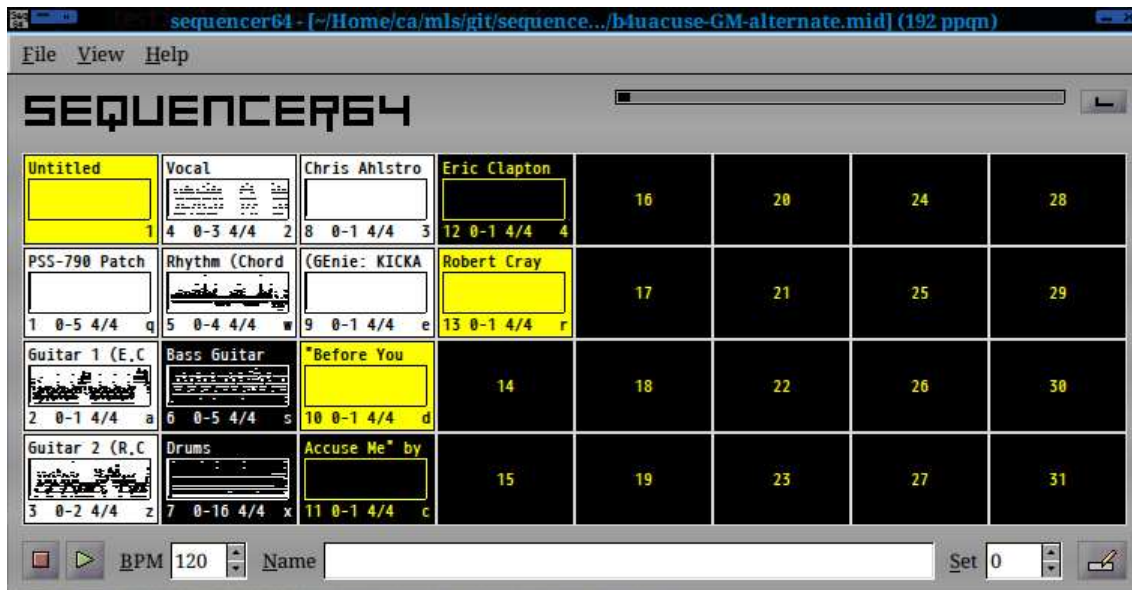 sequencer64 - [~/Home/ca/mls/git/sequence.../b4uacuse-GM-alternate.mid] (192 ppqn)
File View Help
SEQUENCER64
Untitled Vocal Chris Ahlstro Eric Clapton
16 20 24 28
1 4 0-3 4/4 2 8 0-1 4/4 3 12 0-1 4/4 4
PSS-790 Patch Rhythm (Chord (GEnie: KICKA Robert Cray
17 21 25 29
1 0-5 4/4 q 5 0-4 4/4 w 9 0-1 4/4 e 13 0-1 4/4 r
Guitar 1 (E.C Bass Guitar "Before You
14 18 22 26 30
2 0-1 4/4 a 6 0-5 4/4 s 10 0-1 4/4 d
Guitar 2 (R.C Drums Accuse Me" by
15 19 23 27 31
3 0-2 4/4 z 7 0-16 4/4 x 11 0-1 4/4 c
BPM 120 Name Set 0